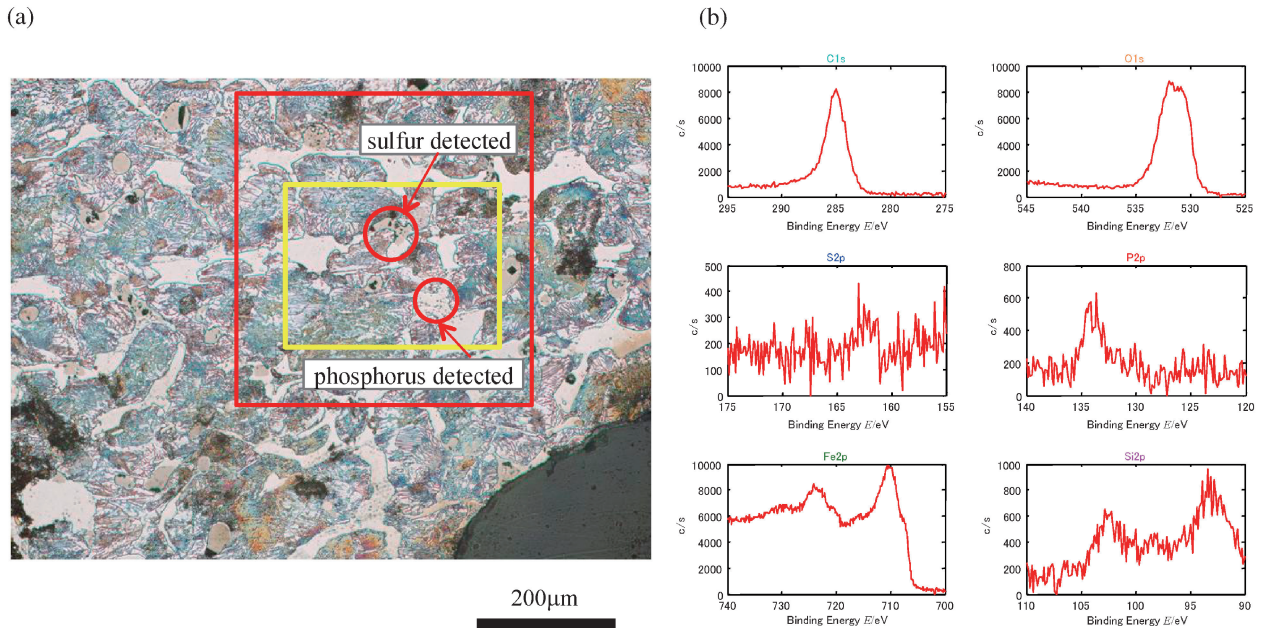 (a)
sulfur detected
phosphorus detected
200μm
(b)
C1s
10000
8000
6000
4000
2000
0
c/s
295 290 285 280 275
Binding Energy E/eV
O1s
10000
8000
6000
4000
2000
0
c/s
545 540 535 530 525
Binding Energy E/eV
S2p
500
400
300
200
100
0
c/s
175 170 165 160 155
Binding Energy E/eV
P2p
800
600
400
200
0
c/s
140 135 130 125 120
Binding Energy E/eV
Fe2p
10000
8000
6000
4000
2000
0
c/s
740 730 720 710 700
Binding Energy E/eV
Si2p
1000
800
600
400
200
0
c/s
110 105 100 95 90
Binding Energy E/eV